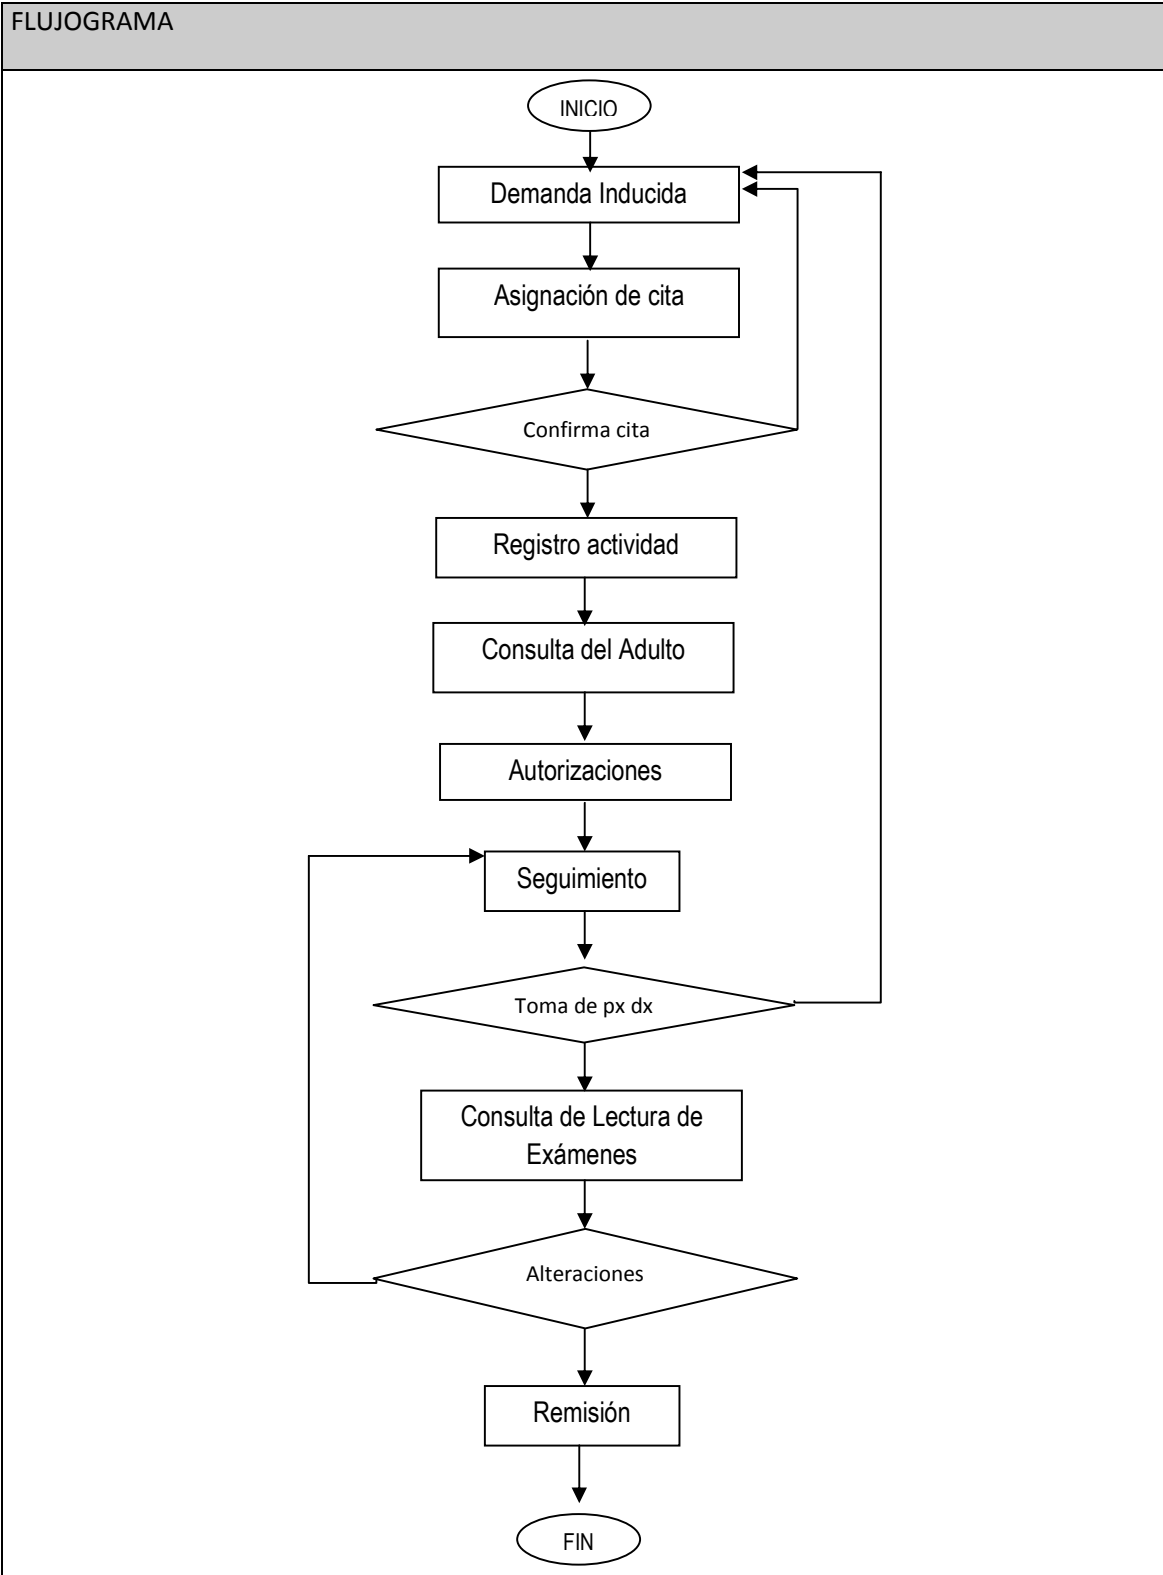 FLUJOGRAMA
INICIO
Demanda Inducida
Asignación de cita
Confirma cita
Registro actividad
Consulta del Adulto
Autorizaciones
Seguimiento
Toma de px dx
Consulta de Lectura de
Exámenes
Alteraciones
Remisión
FIN